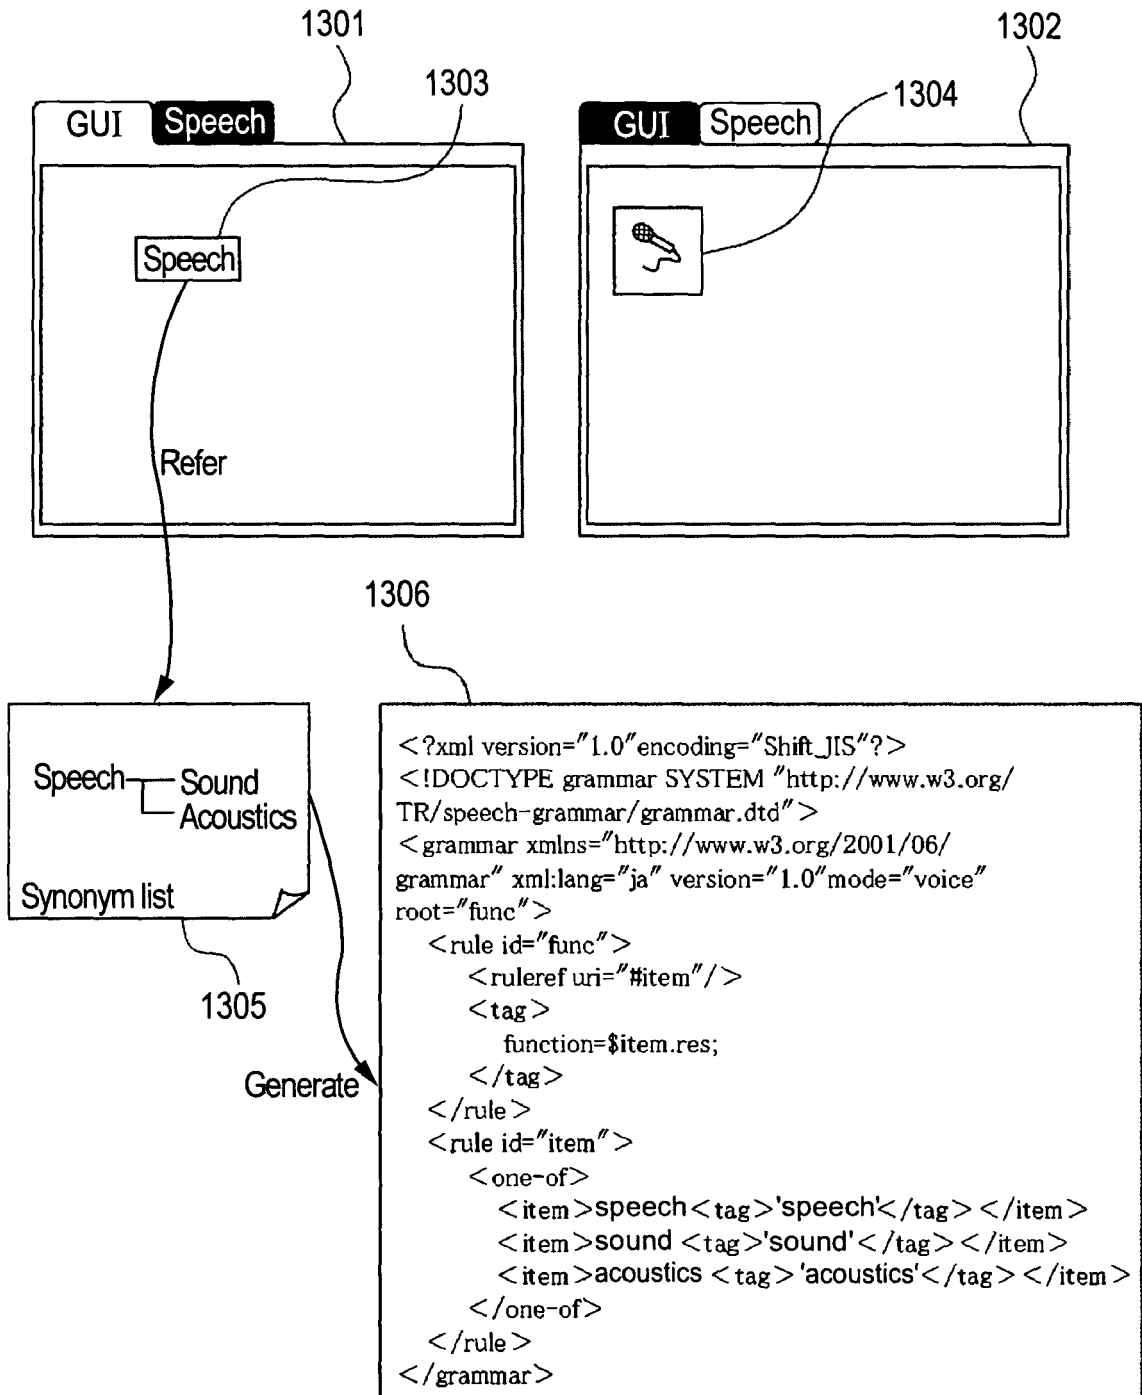 1301
1302
1303
1304
GUI Speech
GUI Speech
Speech
Refer
1306
Speech Sound
Acoustics
Synonym list
1305
Generate
<?xml version="1.0"encoding="Shift_JIS"?>
<!DOCTYPE grammar SYSTEM "http://www.w3.org/
TR/speech-grammar/grammar.dtd">
<grammar xmlns="http://www.w3.org/2001/06/
grammar" xml:lang="ja" version="1.0"mode="voice"
root="func">
<rule id="func">
<ruleref uri="#item"/>
<tag>
function=$item.res;
</tag>
</rule>
<rule id="item">
<one-of>
<item>speech<tag>'speech'</tag></item>
<item>sound <tag>'sound'</tag></item>
<item>acoustics <tag>'acoustics'</tag></item>
</one-of>
</rule>
</grammar>